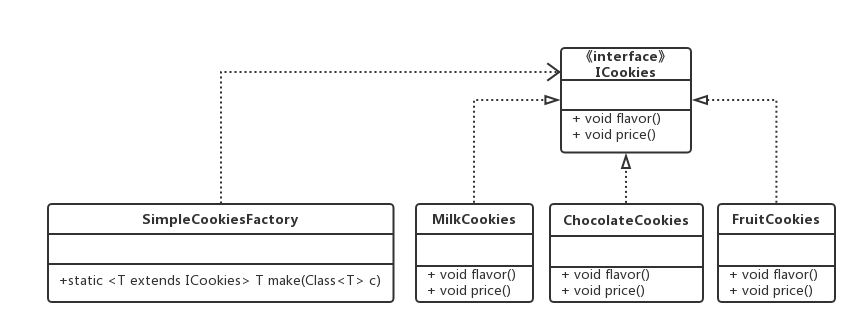 《interface》
ICookies
+ void flavor()
+ void price()
SimpleCookiesFactory
+static <T extends ICookies> T make(Class<T> c)
MilkCookies
+ void flavor()
+ void price()
ChocolateCookies
+ void flavor()
+ void price()
FruitCookies
+ void flavor()
+ void price()